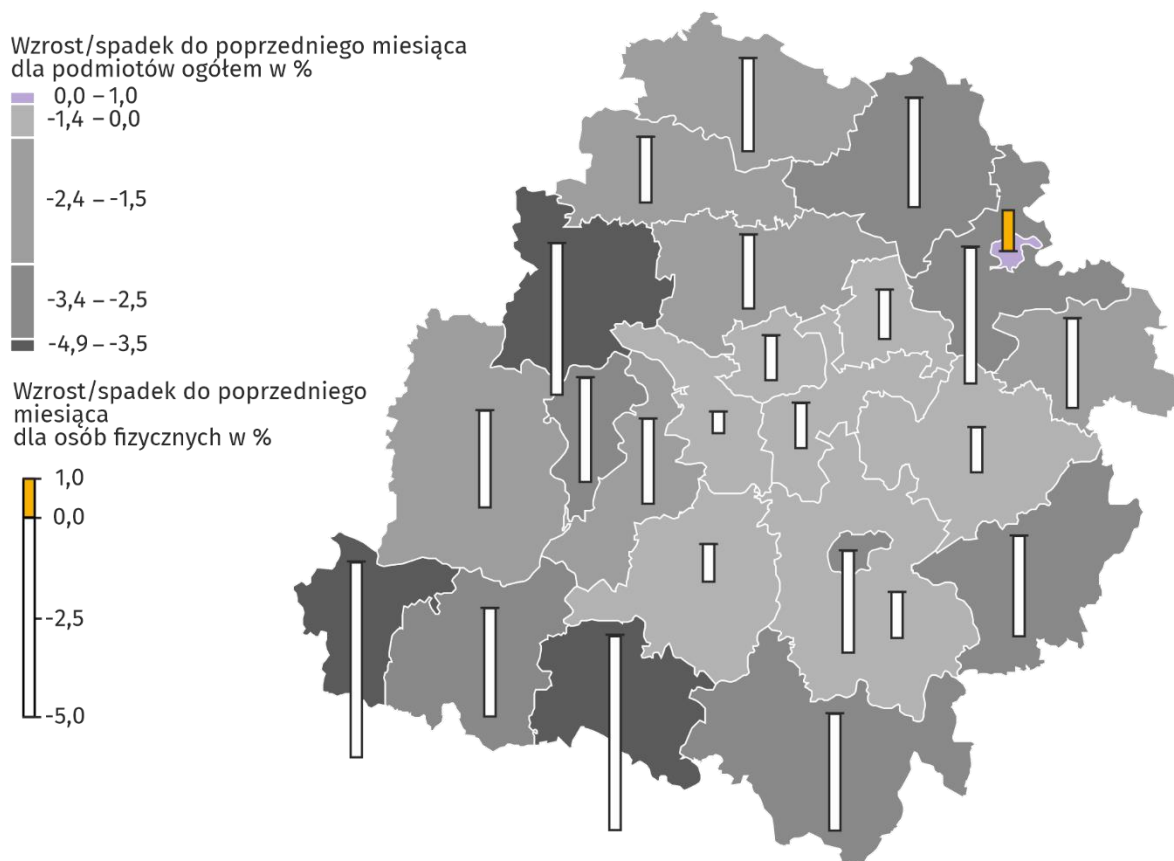 Wzrost/spadek do poprzedniego miesiąca
dla podmiotów ogółem w %
0,0 – 1,0
-1,4 – 0,0
-2,4 – -1,5
-3,4 – -2,5
-4,9 – -3,5
Wzrost/spadek do poprzedniego
miesiąca
dla osób fizycznych w %
1,0
0,0
-2,5
-5,0